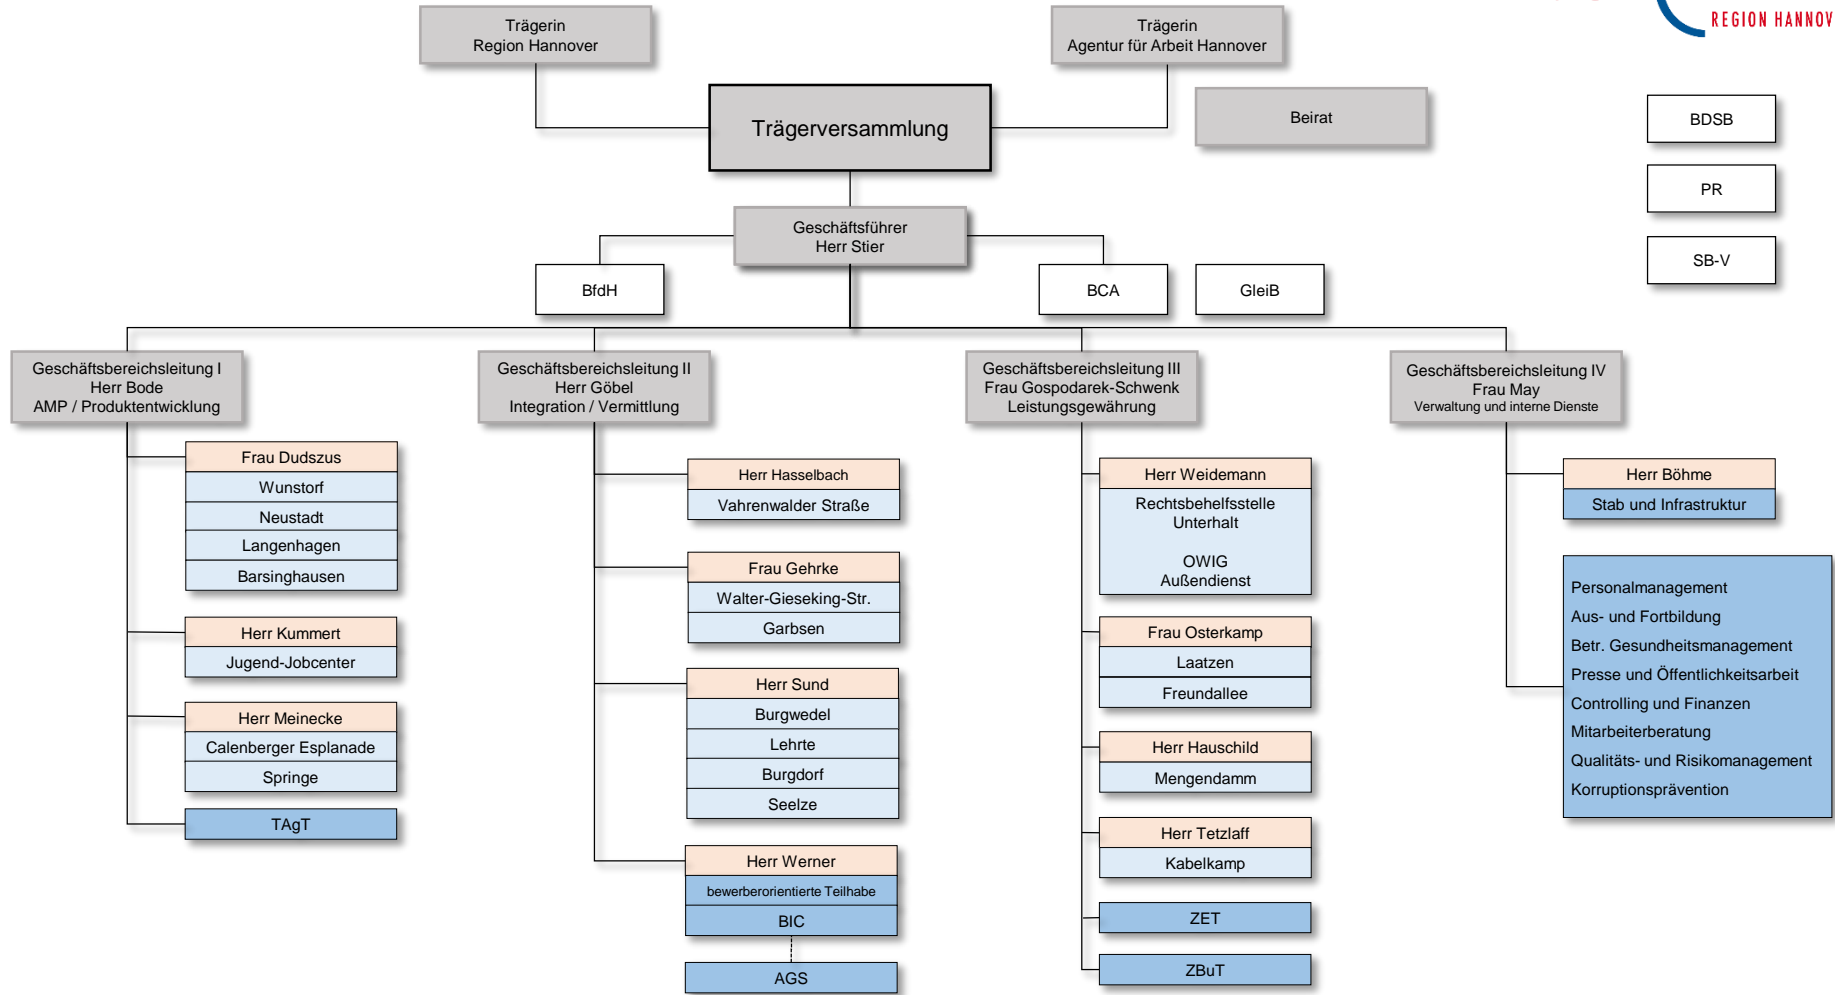 Trägerin
Region Hannover
Trägerin
Agentur für Arbeit Hannover
REGION HANNOV
Trägerversammlung
Beirat
BDSB
PR
SB-V
Geschäftsführer
Herr Stier
BfdH
BCA
GleiB
Geschäftsbereichsleitung I
Herr Bode
AMP / Produktentwicklung
Frau Dudszus
Wunstorf
Neustadt
Langenhagen
Barsinghausen
Herr Kummert
Jugend-Jobcenter
Herr Meinecke
Calenberger Esplanade
Springe
TAgT
Geschäftsbereichsleitung II
Herr Göbel
Integration / Vermittlung
Herr Hasselbach
Vahrenwalder Straße
Frau Gehrke
Walter-Gieseking-Str.
Garbsen
Herr Sund
Burgwedel
Lehrte
Burgdorf
Seelze
Herr Werner
bewerberorientierte Teilhabe
BIC
AGS
Geschäftsbereichsleitung III
Frau Gospodarek-Schwenk
Leistungsgewährung
Herr Weidemann
Rechtsbehelfsstelle
Unterhalt
OWIG
Außendienst
Frau Osterkamp
Laatzen
Freundallee
Herr Hauschild
Mengendamm
Herr Tetzlaff
Kabelkamp
ZET
ZBuT
Geschäftsbereichsleitung IV
Frau May
Verwaltung und interne Dienste
Herr Böhme
Stab und Infrastruktur
Personalmanagement
Aus- und Fortbildung
Betr. Gesundheitsmanagement
Presse und Öffentlichkeitsarbeit
Controlling und Finanzen
Mitarbeiterberatung
Qualitäts- und Risikomanagement
Korruptionsprävention